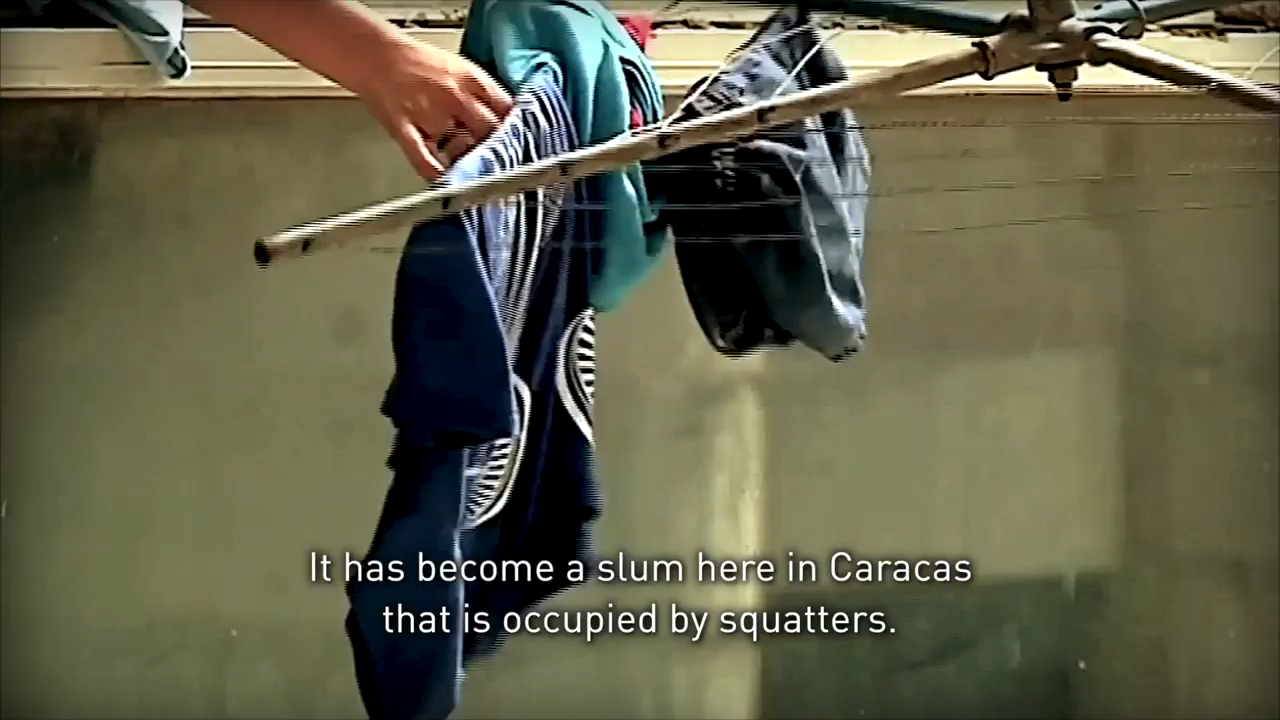 It has become a slum here in Caracas
that is occupied by squatters.